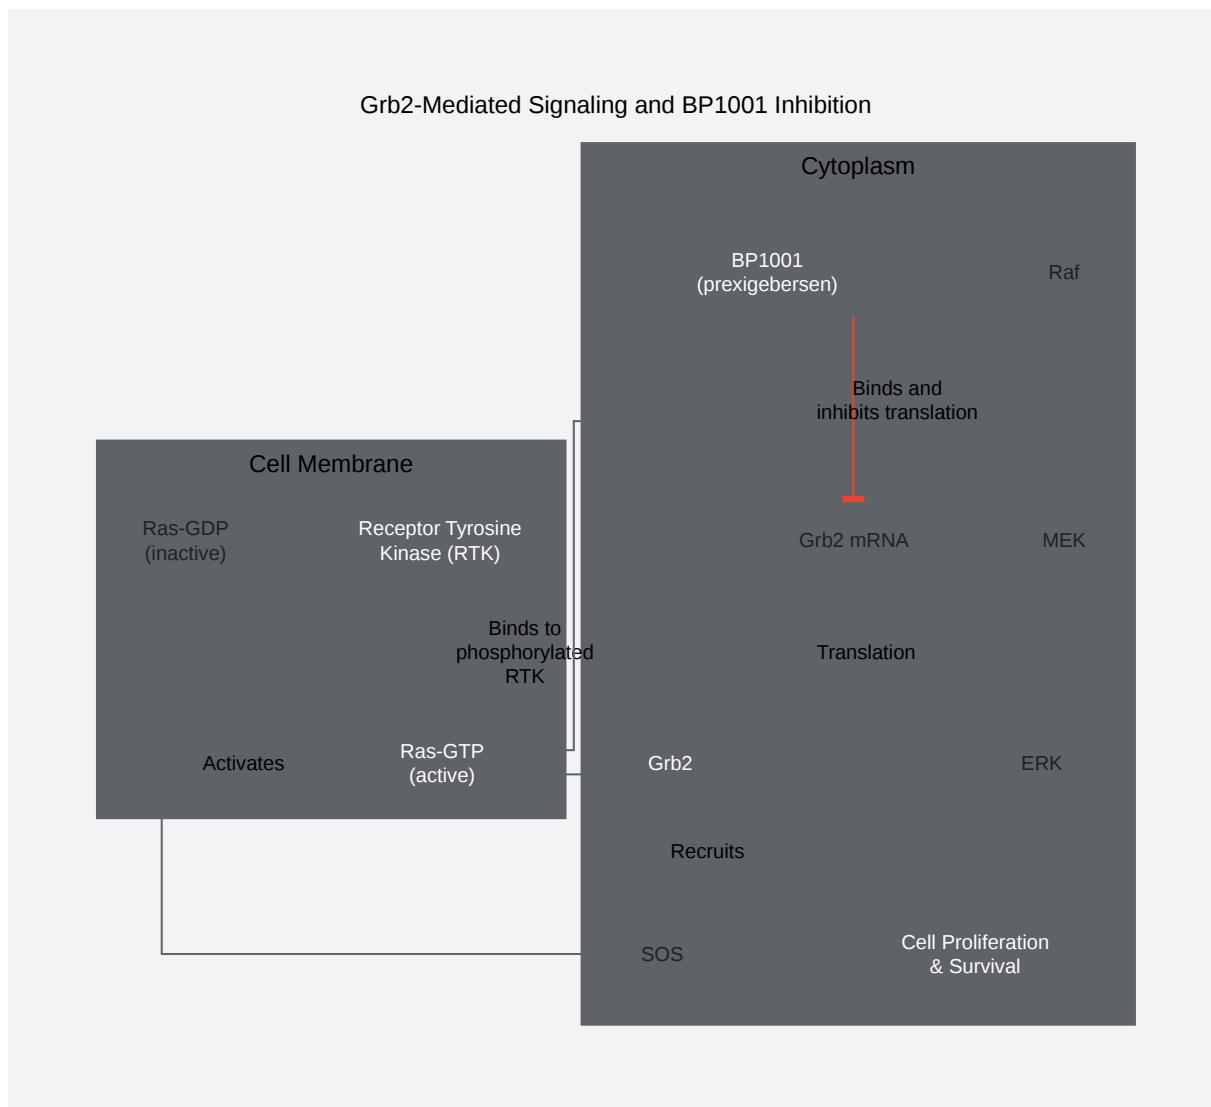 Grb2-Mediated Signaling and BP1001 Inhibition
Cytoplasm
BP1001
(prexigebersen)
Raf
Binds and
inhibits translation
Cell Membrane
Ras-GDP
(inactive)
Receptor Tyrosine
Kinase (RTK)
Grb2 mRNA
MEK
Binds to
phosphorylated
RTK
Translation
Activates
Ras-GTP
(active)
Grb2
ERK
Recruits
SOS
Cell Proliferation
& Survival